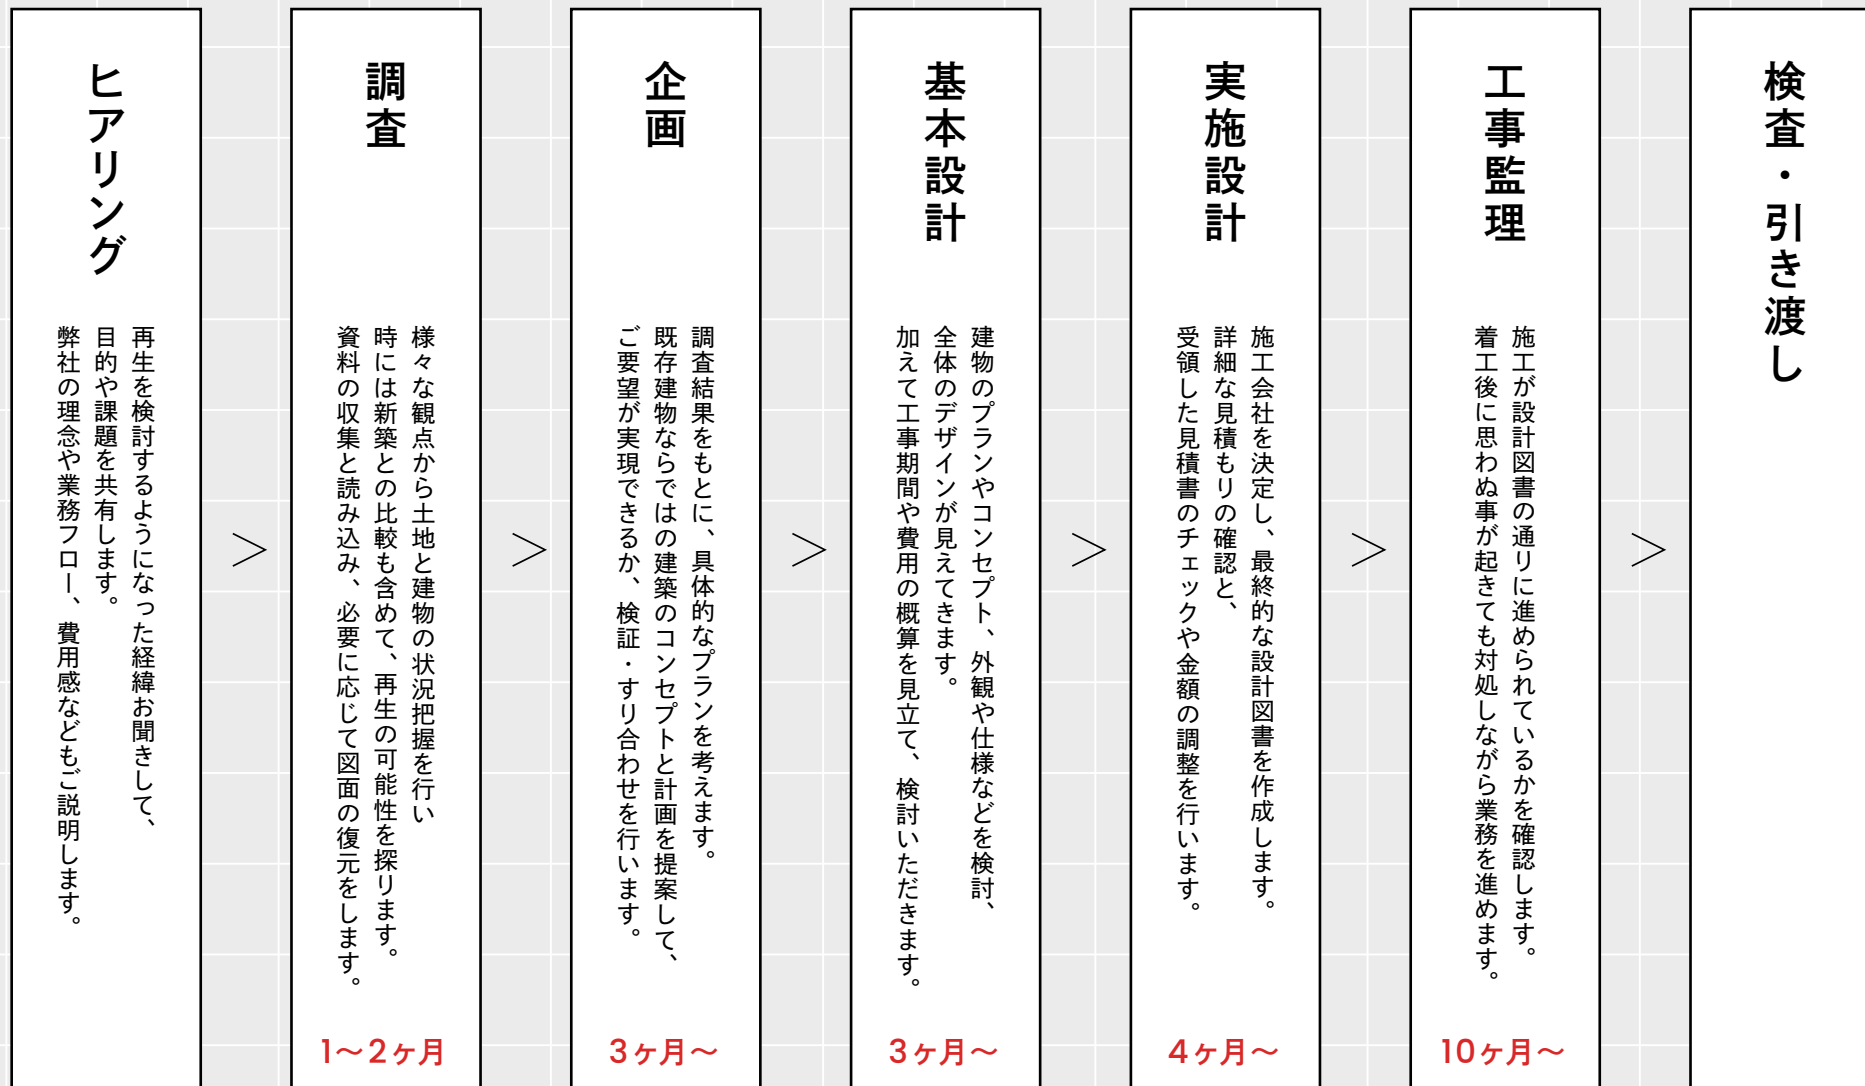 ヒアリング
再生を検討するようになった経緯お聞きして、
目的や課題を共有します。
弊社の理念や業務フロー、費用感などもご説明します。
＞
調査
様々な観点から土地と建物の状況把握を行い
時には新築との比較も含めて、再生の可能性を探ります。
資料の収集と読み込み、必要に応じて図面の復元をします。
1〜2ヶ月
＞
企画
調査結果をもとに、具体的なプランを考えます。
既存建物ならではの建築のコンセプトと計画を提案して、
ご要望が実現できるか、検証・すり合わせを行います。
3ヶ月〜
＞
基本設計
建物のプランやコンセプト、外観や仕様などを検討、
全体のデザインが見えてきます。
加えて工事期間や費用の概算を見立て、検討いただきます。
3ヶ月〜
＞
実施設計
施工会社を決定し、最終的な設計図書を作成します。
詳細な見積もりの確認と、
受領した見積書のチェックや金額の調整を行います。
4ヶ月〜
＞
工事監理
施工が設計図書の通りに進められているかを確認します。
着工後に思わぬ事が起きても対処しながら業務を進めます。
10ヶ月〜
＞
検査・引き渡し